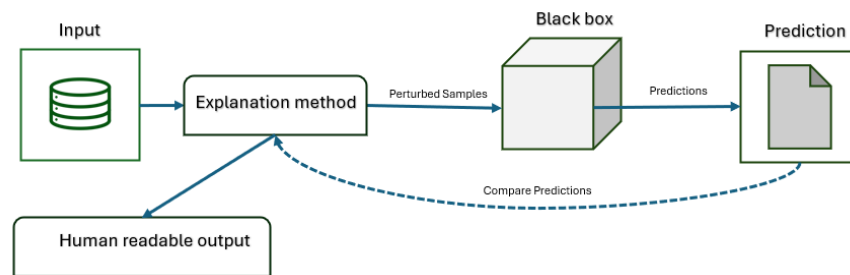 Input
Black box
Prediction
Explanation method
Perturbed Samples
Predictions
Compare Predictions
Human readable output